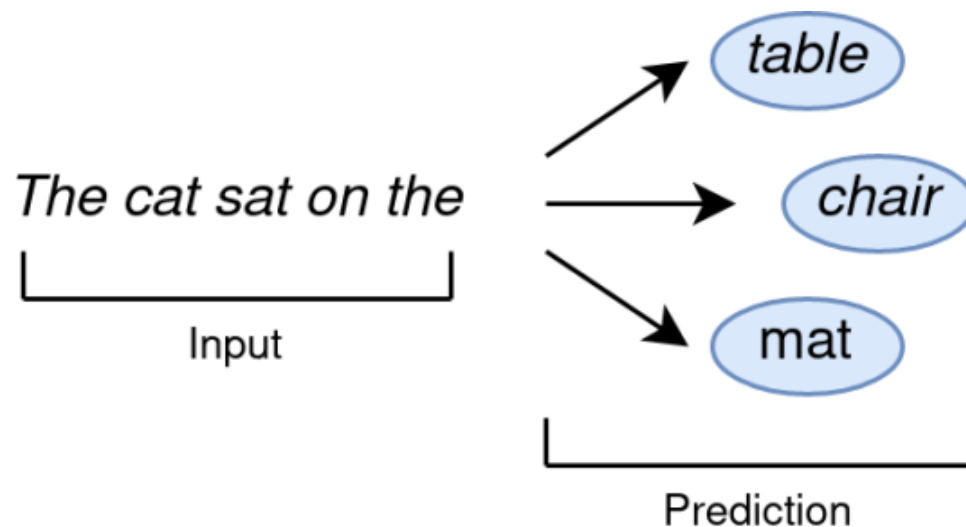 table
The cat sat on the
chair
Input
mat
Prediction